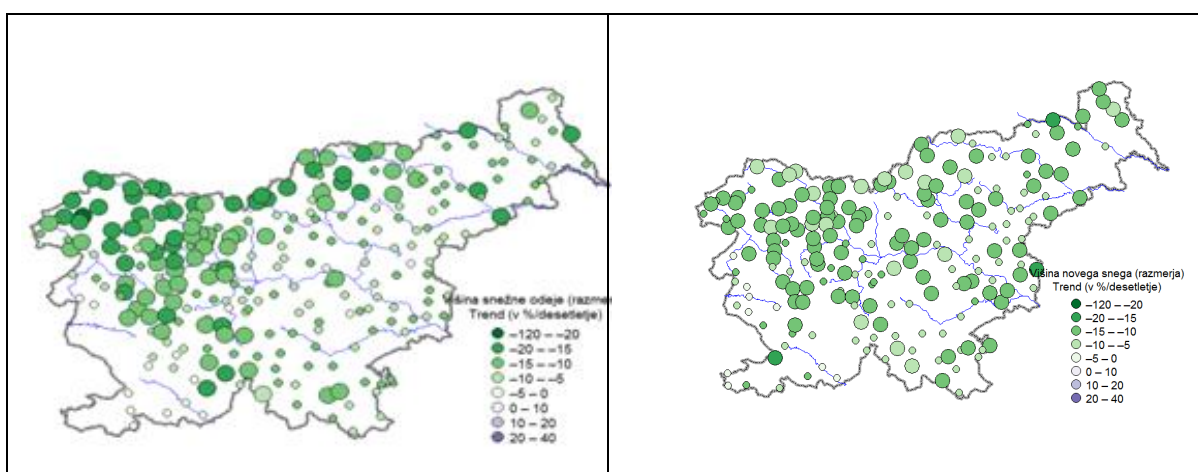 Višina snežne odeje (razmer
Trend (v %/desetletje)
–120 – –20
–20 – –15
–15 – –10
–10 – –5
–5 – 0
0 – 10
10 – 20
20 – 40
Višina novega snega (razmerja)
Trend (v %/desetletje)
–120 – –20
–20 – –15
–15 – –10
–10 – –5
–5 – 0
0 – 10
10 – 20
20 – 40